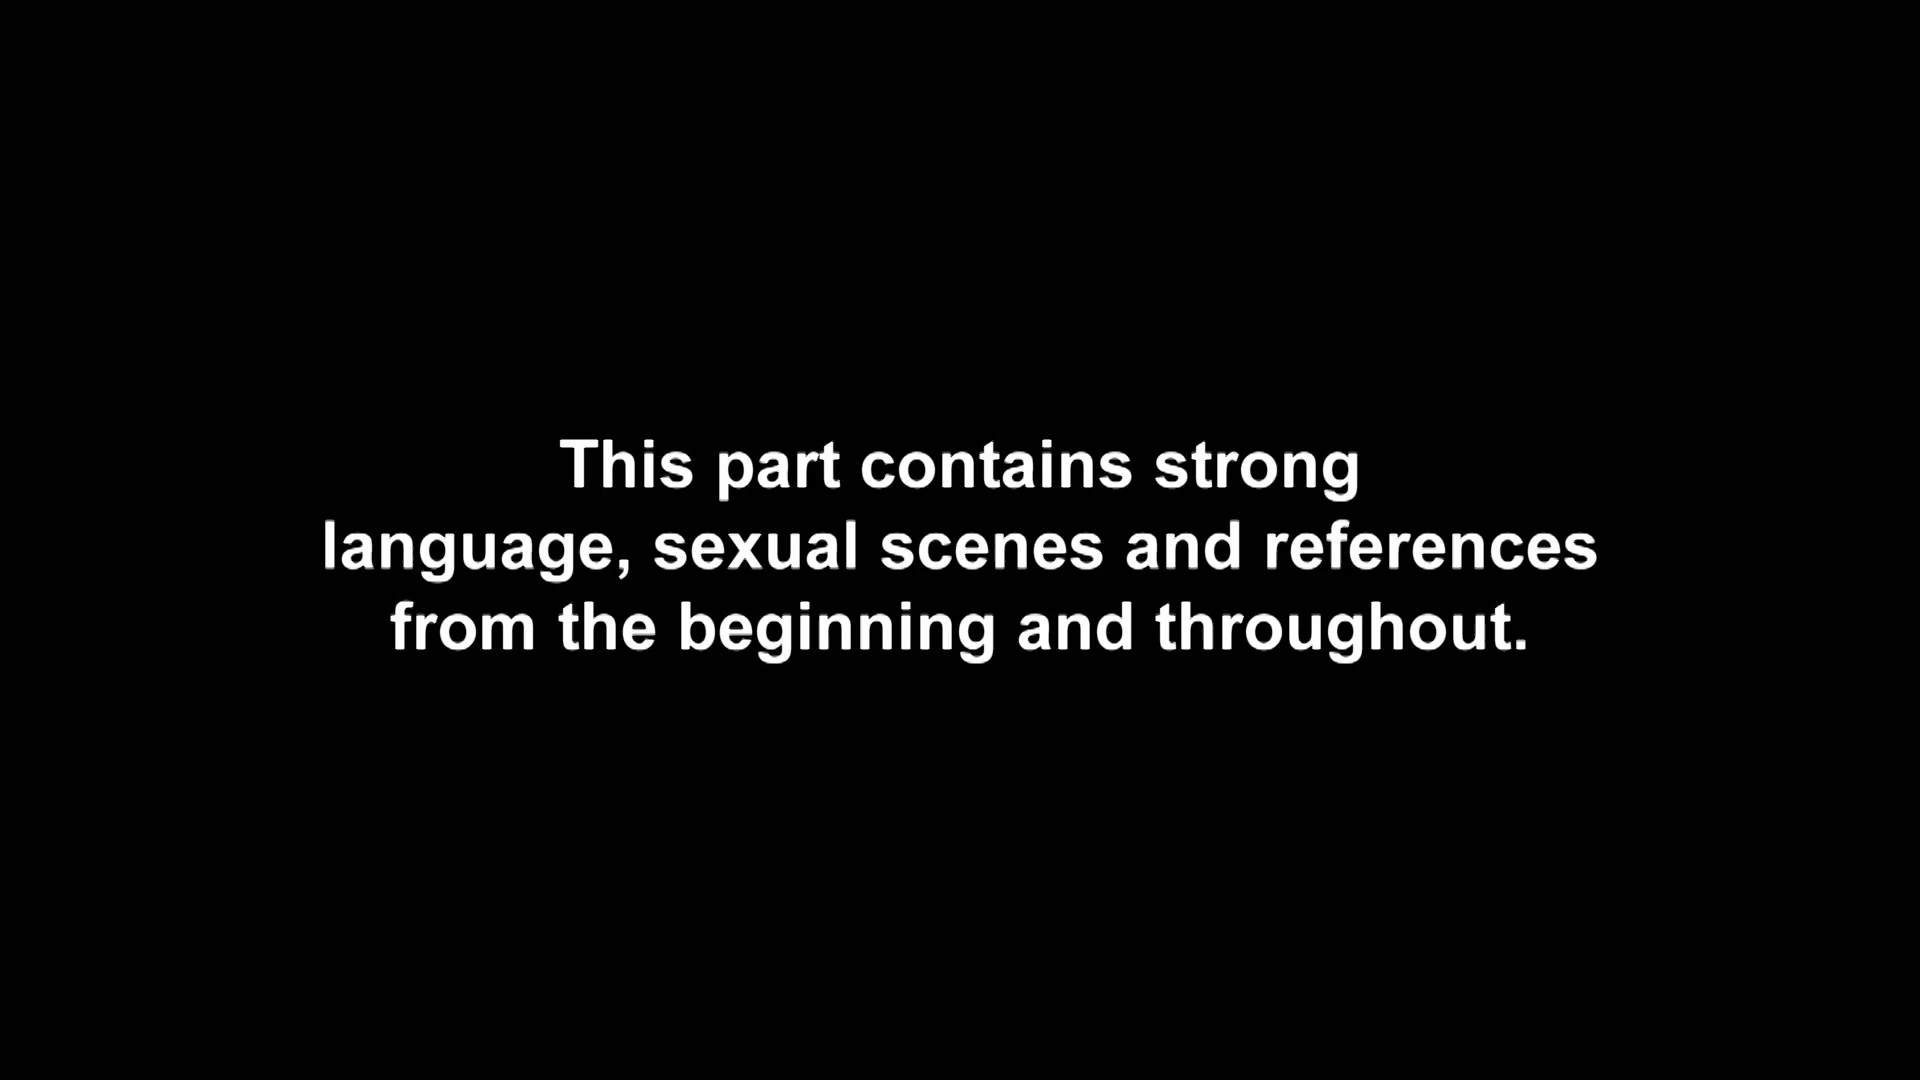 This part contains strong
language, sexual scenes and references
from the beginning and throughout.